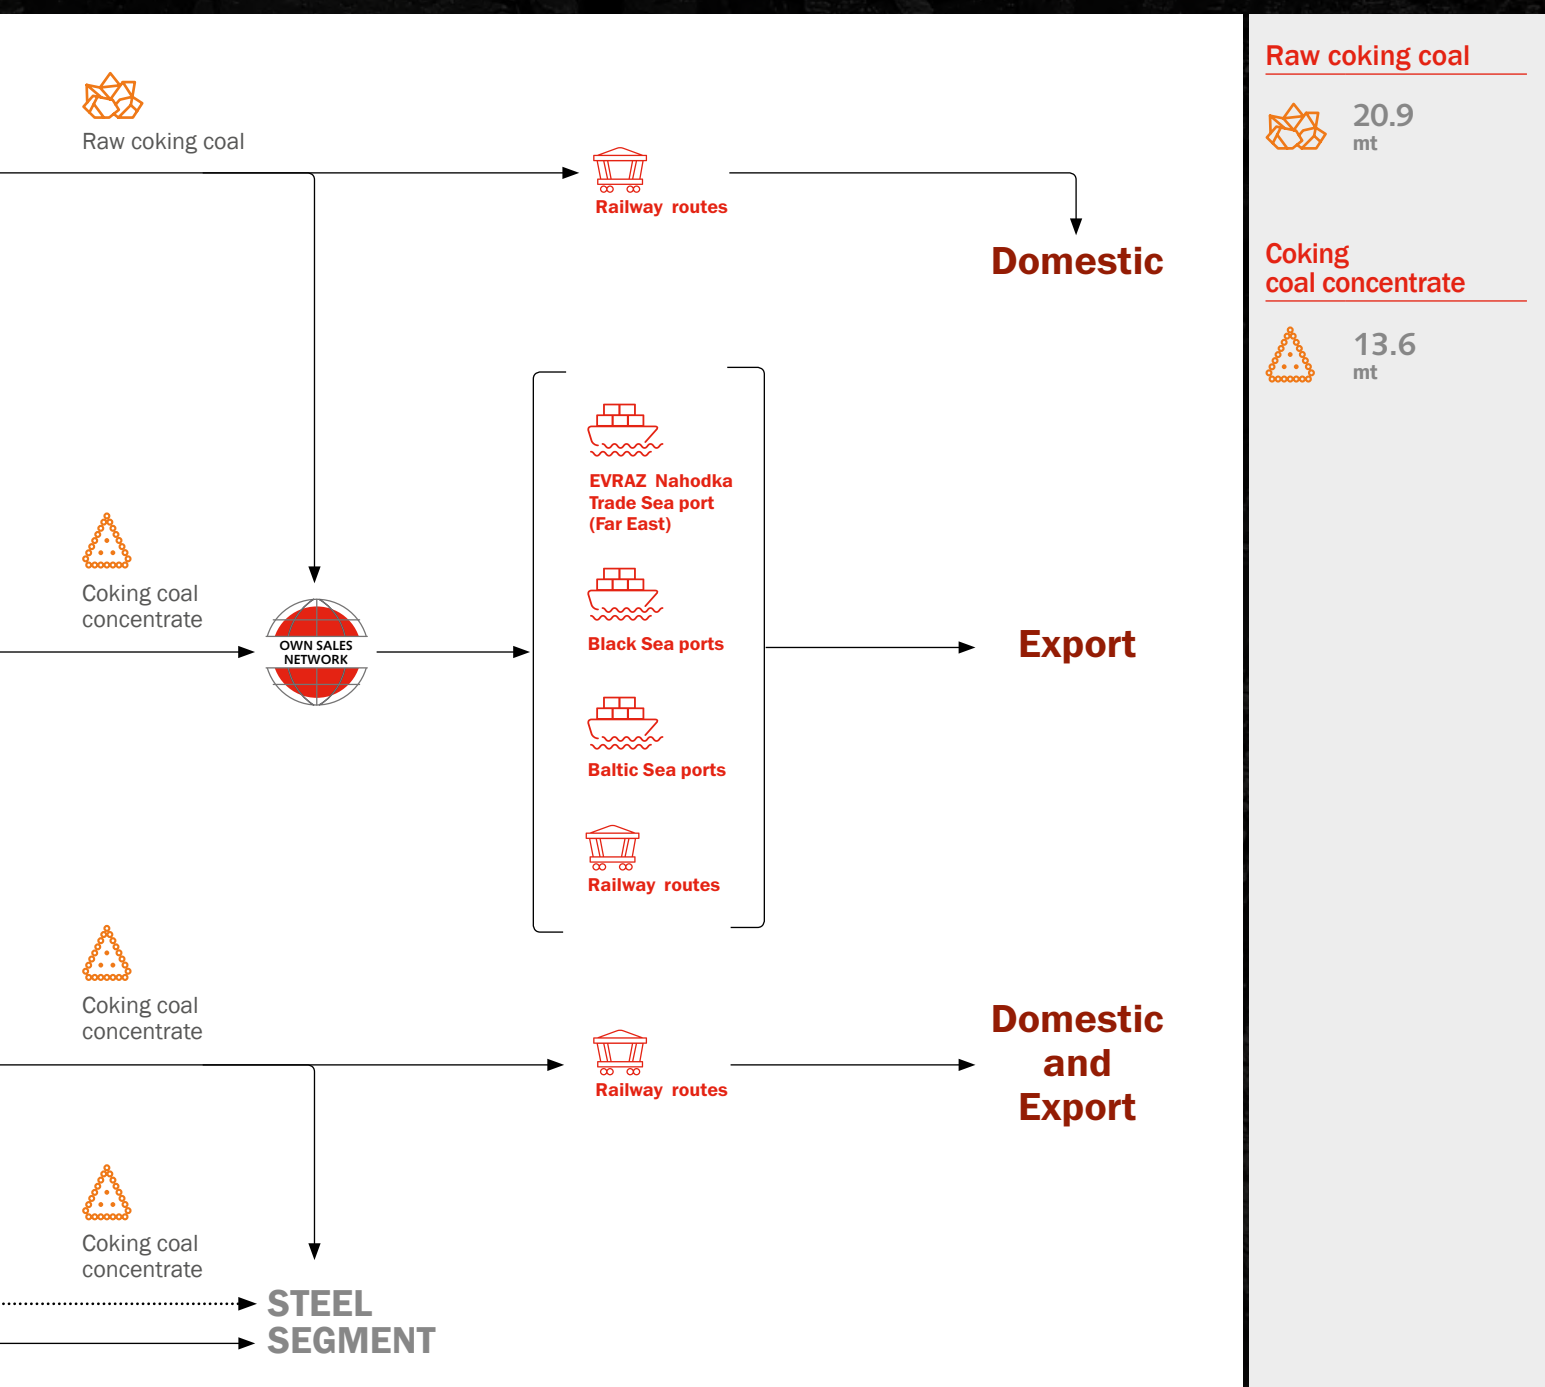 Raw coking coal
Railway routes
Domestic
EVRAZ Nahodka
Trade Sea port
(Far East)
Coking coal
concentrate
OWN SALES
NETWORK
Black Sea ports
Export
Baltic Sea ports
Railway routes
Coking coal
concentrate
Railway routes
Domestic
and
Export
Coking coal
concentrate
STEEL
SEGMENT
Raw coking coal
20.9
mt
Coking
coal concentrate
13.6
mt